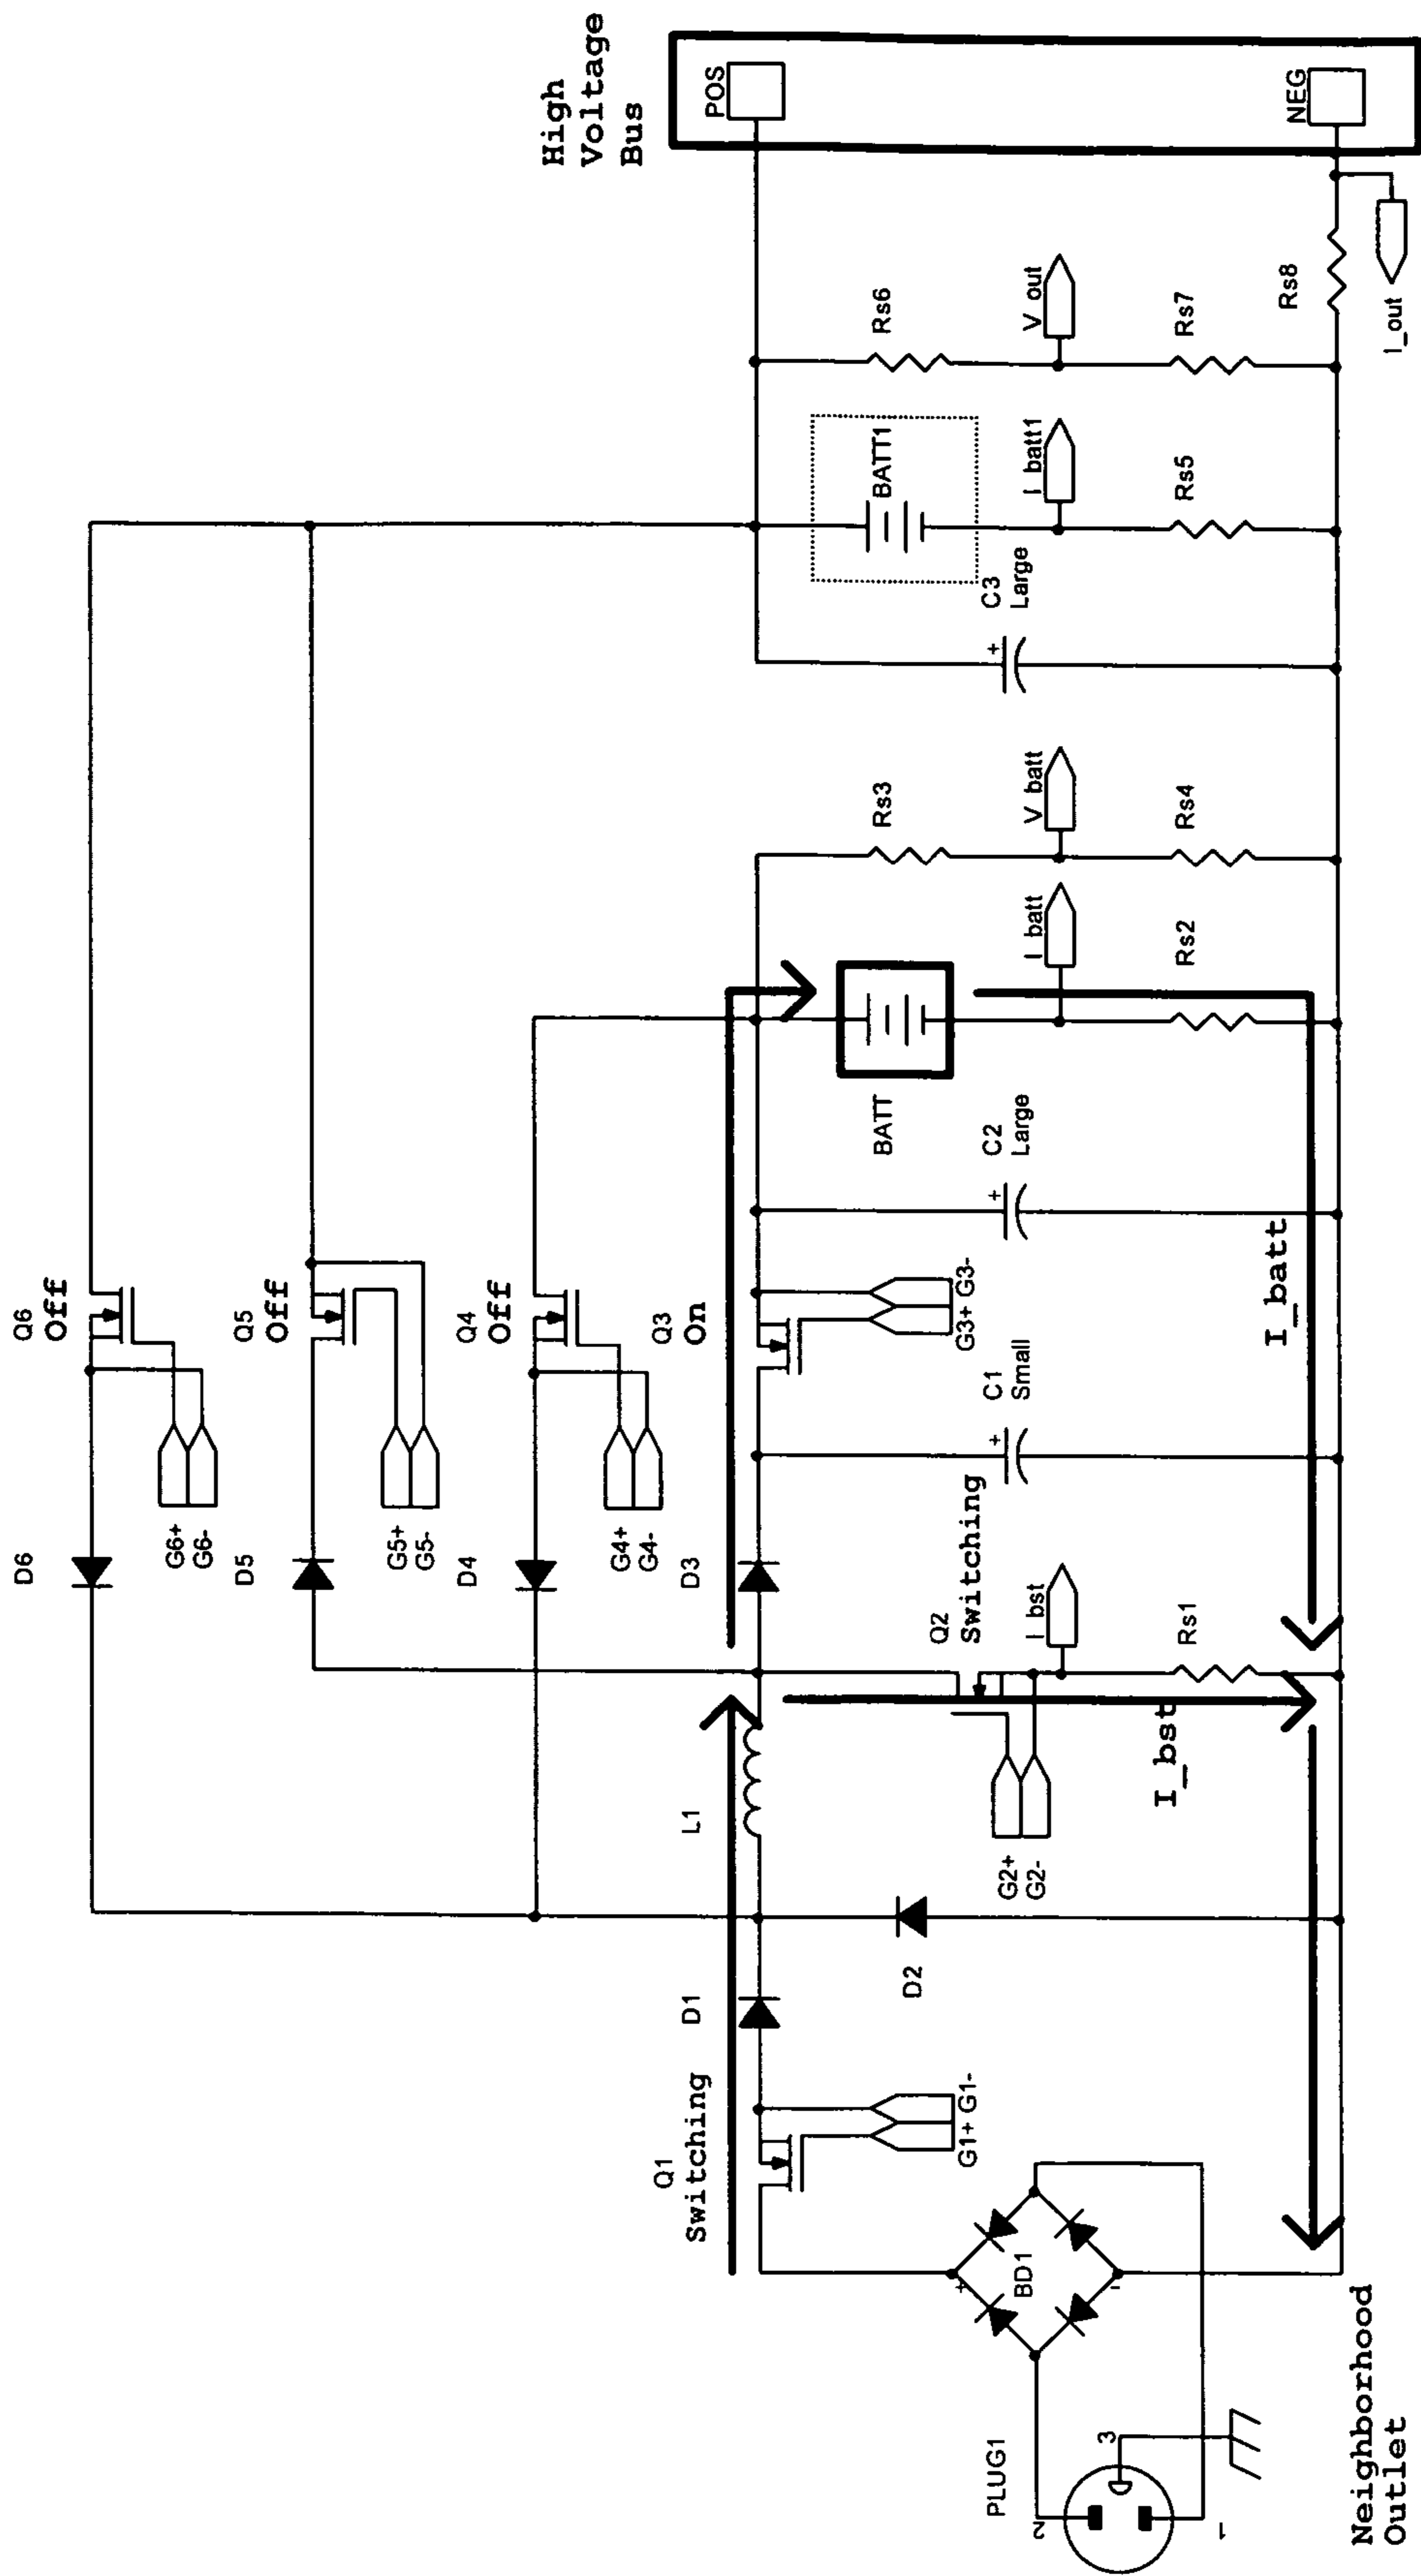 High
Voltage
Bus
POS
NEG
I_out
Rs8
Rs6
V_out
Rs7
BATT1
I_batt1
Rs5
C3
Large
+
Rs3
V_batt
Rs4
I_batt
Rs2
BATT
C2
Large
+
I_batt
Q6
Off
G6+
G6-
D6
Q5
Off
G5+
G5-
D5
Q4
Off
G4+
G4-
D4
Q3
On
G3+ G3-
D3
C1
Small
+
Q2
Switching
I_bst
Rs1
I_bst
G2+
G2-
L1
D2
D1
Q1
Switching
G1+ G1-
BD1
+
-
PLUG1
1
2
3
Neighborhood
Outlet